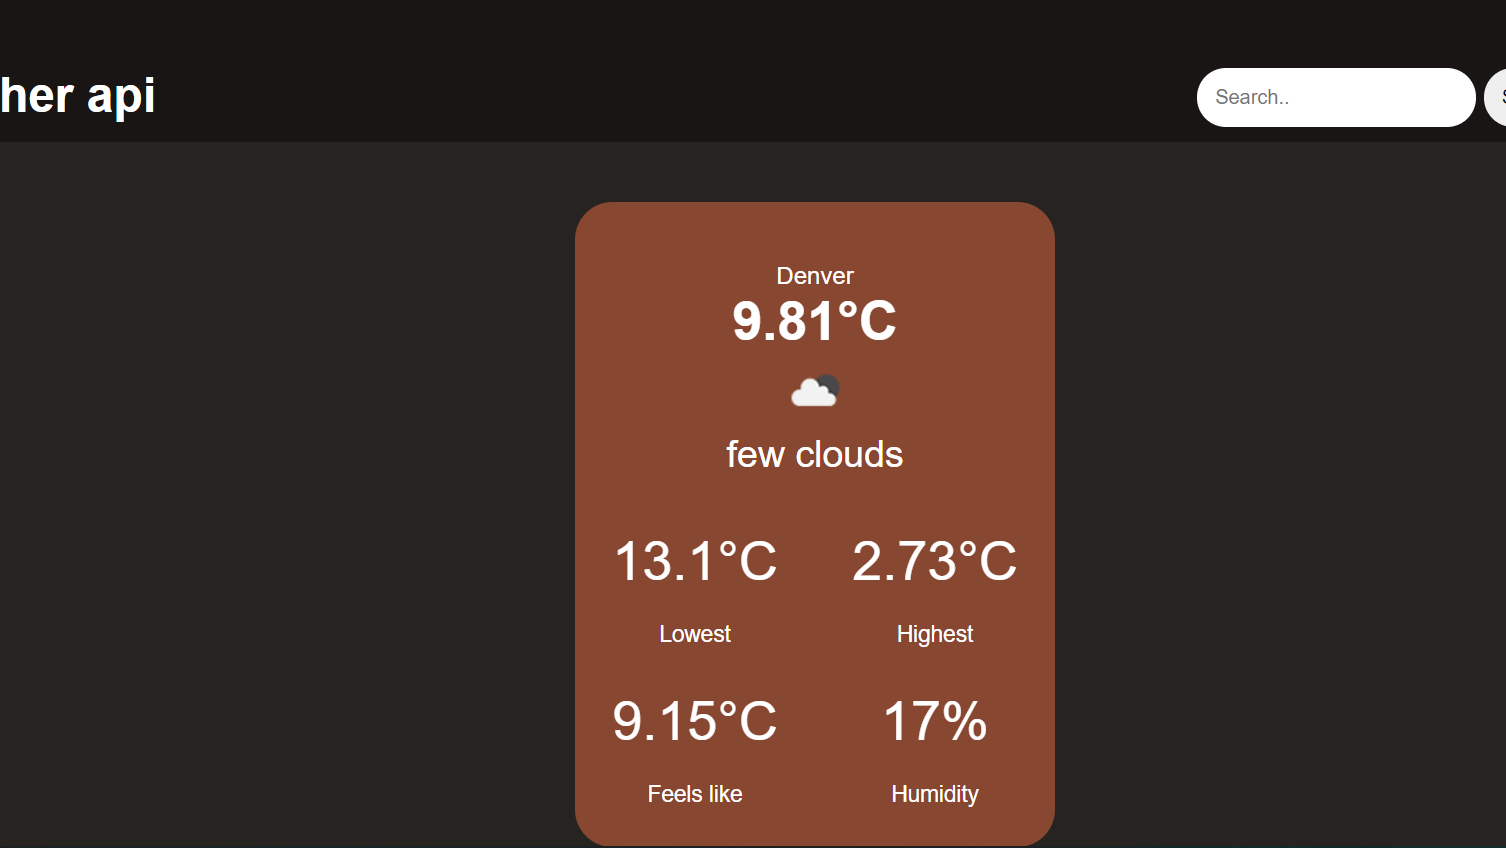 her api
Search..
Denver
9.81°C
few clouds
13.1°C 2.73°C
Lowest Highest
9.15°C 17%
Feels like Humidity